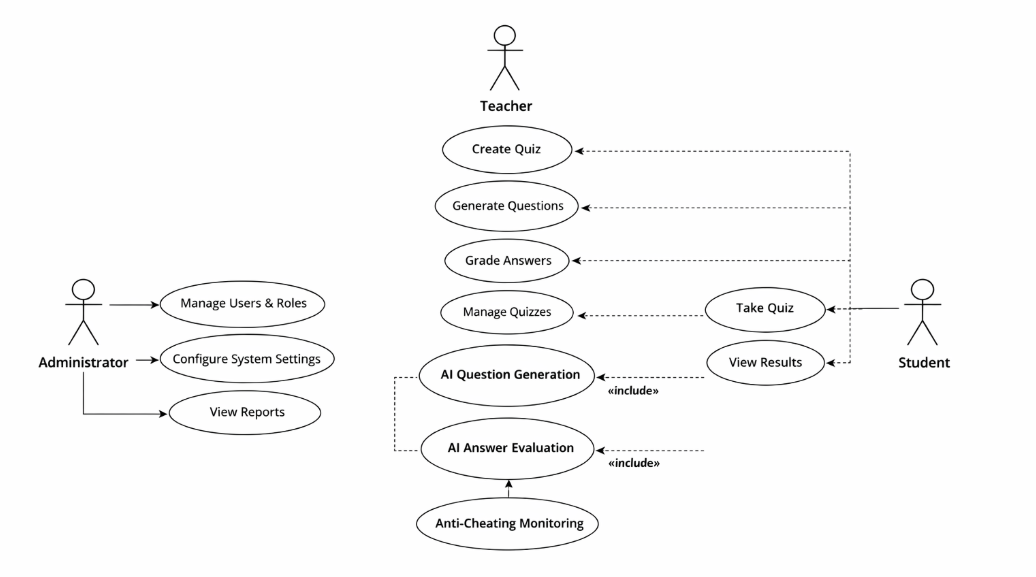 Teacher
Create Quiz
Generate Questions
Grade Answers
Manage Users & Roles
Manage Quizzes
Take Quiz
Administrator
Configure System Settings
View Results
Student
AI Question Generation
«include»
View Reports
AI Answer Evaluation
«include»
Anti-Cheating Monitoring